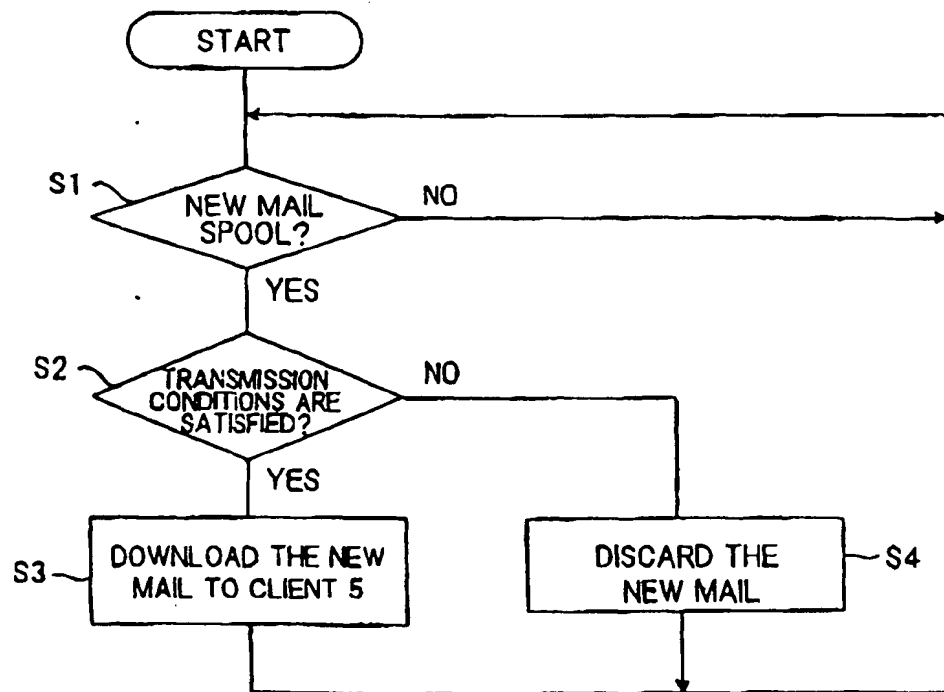 START
S1
NEW MAIL
SPOOL?
NO
YES
S2
TRANSMISSION
CONDITIONS ARE
SATISFIED?
NO
YES
S3
DOWNLOAD THE NEW
MAIL TO CLIENT 5
DISCARD THE
NEW MAIL
S4